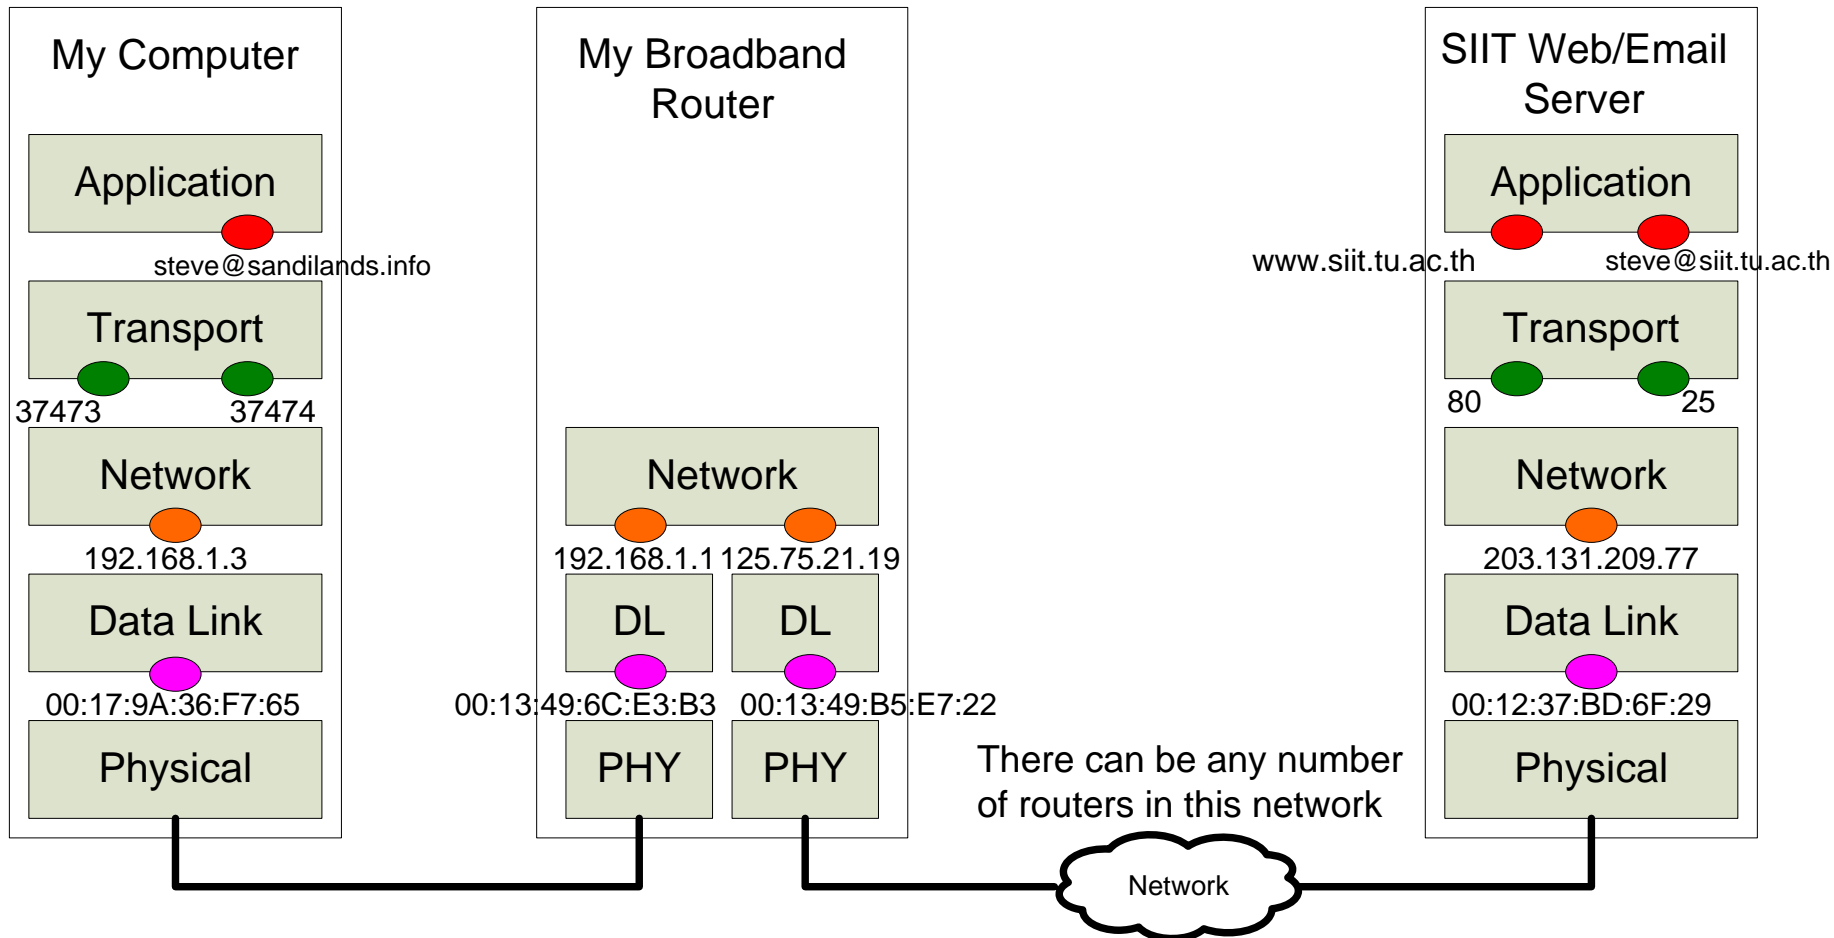 My Computer
Application
steve@sandilands.info
Transport
37473 37474
Network
192.168.1.3
Data Link
00:17:9A:36:F7:65
Physical
My Broadband
Router
Network
192.168.1.1 125.75.21.19
DL DL
00:13:49:6C:E3:B3 00:13:49:B5:E7:22
PHY PHY
There can be any number
of routers in this network
Network
SIIT Web/Email
Server
Application
www.siit.tu.ac.th steve@siit.tu.ac.th
Transport
80 25
Network
203.131.209.77
Data Link
00:12:37:BD:6F:29
Physical